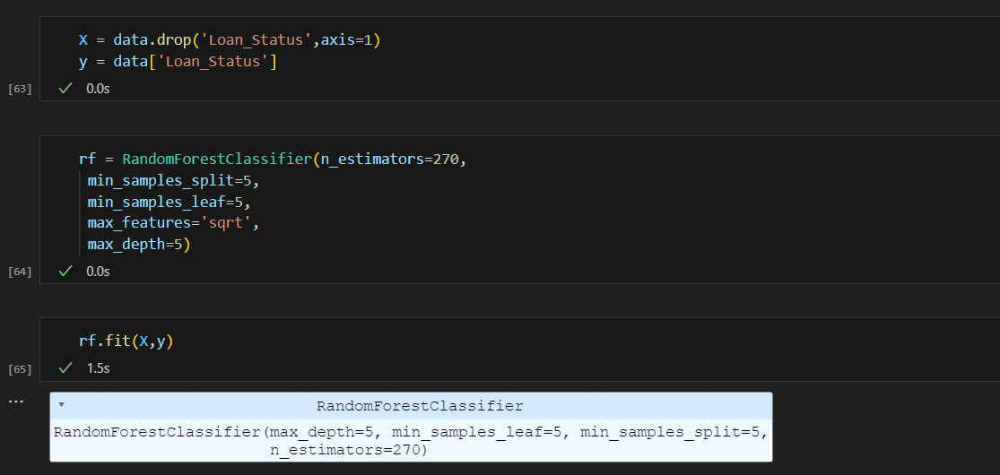 X = data.drop('Loan_Status',axis=1)
y = data['Loan_Status']
[63]
0.0s
rf = RandomForestClassifier(n_estimators=270,
min_samples_split=5,
min_samples_leaf=5,
max_features='sqrt',
max_depth=5)
[64]
0.0s
rf.fit(X,y)
[65]
1.5s
...
RandomForestClassifier
RandomForestClassifier(max_depth=5, min_samples_leaf=5, min_samples_split=5,
n_estimators=270)